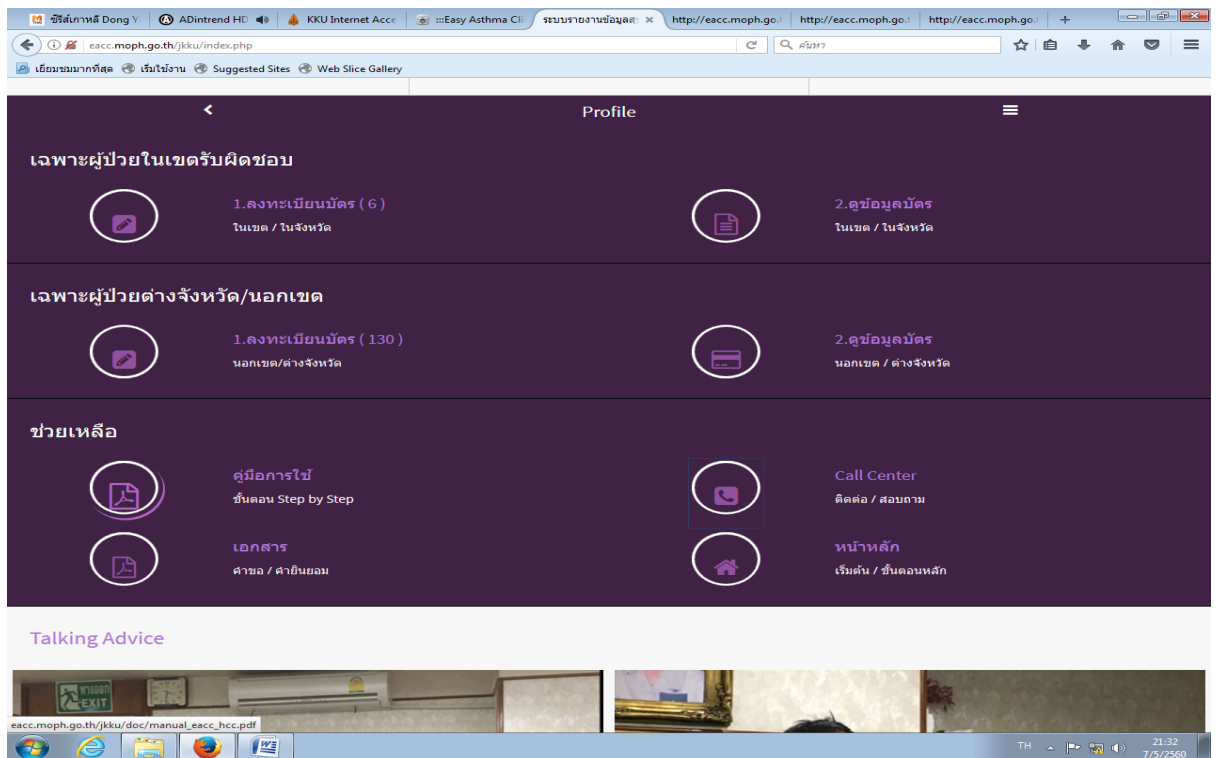 ซีรีส์เกาหลี Dong Y
ADintrend HD
KKU Internet Acce
:::Easy Asthma Cli
ระบบรายงานข้อมูลส
http://eacc.moph.go.t
http://eacc.moph.go.t
http://eacc.moph.go.t
eacc.moph.go.th/jkku/index.php
ค้นหา
เยี่ยมชมมากที่สุด
เริ่มใช้งาน
Suggested Sites
Web Slice Gallery
Profile
เฉพาะผู้ป่วยในเขตรับผิดชอบ
1.ลงทะเบียนบัตร ( 6 )
ในเขต / ในจังหวัด
2.ดูข้อมูลบัตร
ในเขต / ในจังหวัด
เฉพาะผู้ป่วยต่างจังหวัด/นอกเขต
1.ลงทะเบียนบัตร ( 130 )
นอกเขต/ต่างจังหวัด
2.ดูข้อมูลบัตร
นอกเขต / ต่างจังหวัด
ช่วยเหลือ
คู่มือการใช้
ขั้นตอน Step by Step
Call Center
ติดต่อ / สอบถาม
เอกสาร
คำขอ / คำยินยอม
หน้าหลัก
เริ่มต้น / ขั้นตอนหลัก
Talking Advice
ทางออก
EXIT
eacc.moph.go.th/jkku/doc/manual_eacc_hcc.pdf
TH
21:32
7/5/2560